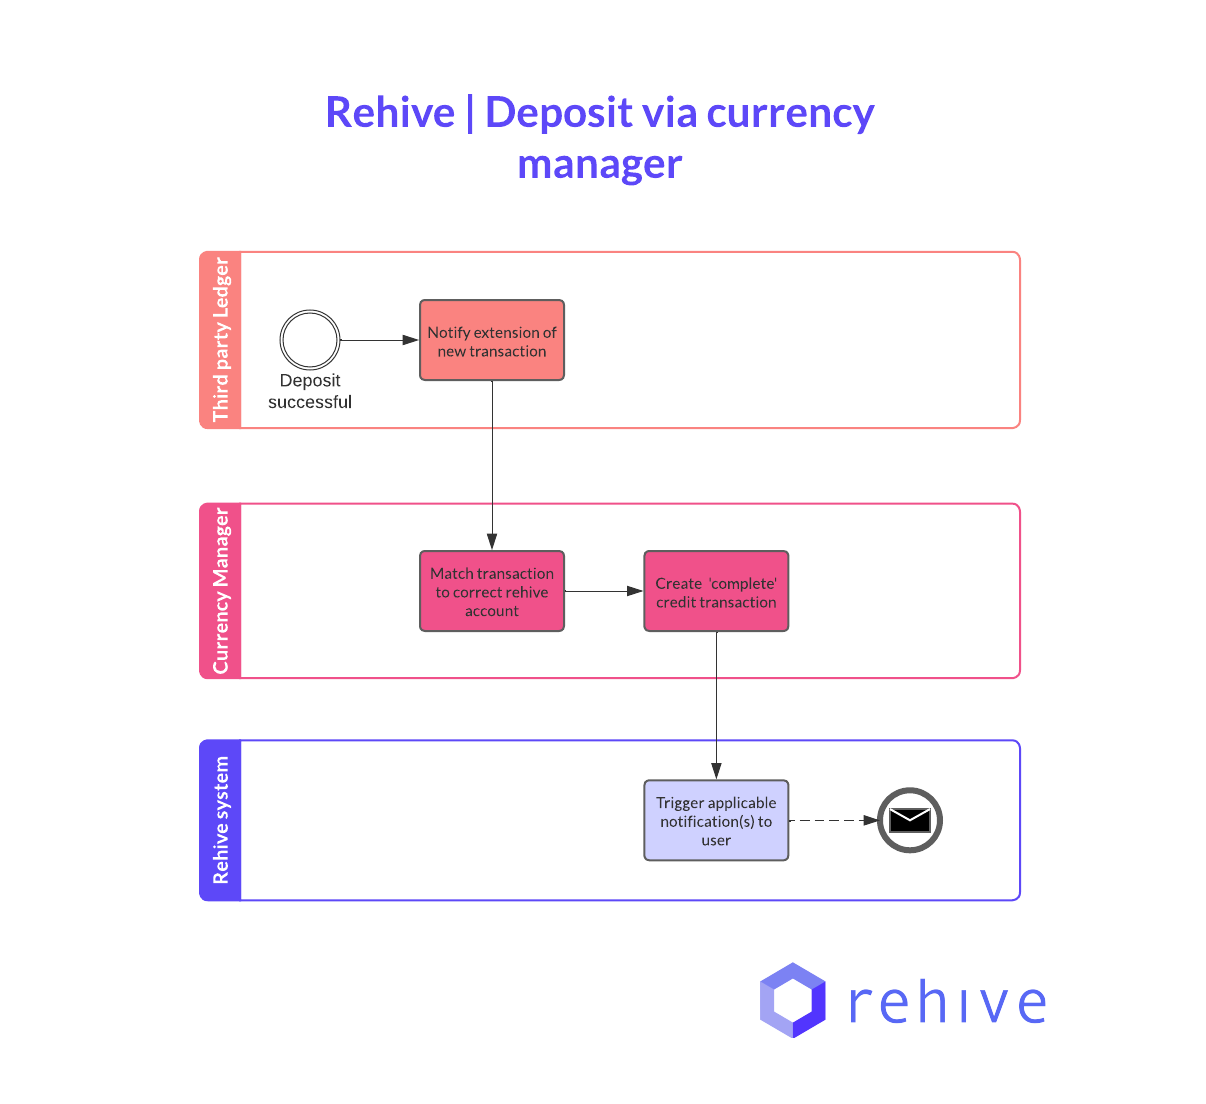 Rehive | Deposit via currency
manager
Third party Ledger
Deposit
successful
Notify extension of
new transaction
Currency Manager
Match transaction
to correct rehive
account
Create 'complete'
credit transaction
Rehive system
Trigger applicable
notification(s) to
user
rehive